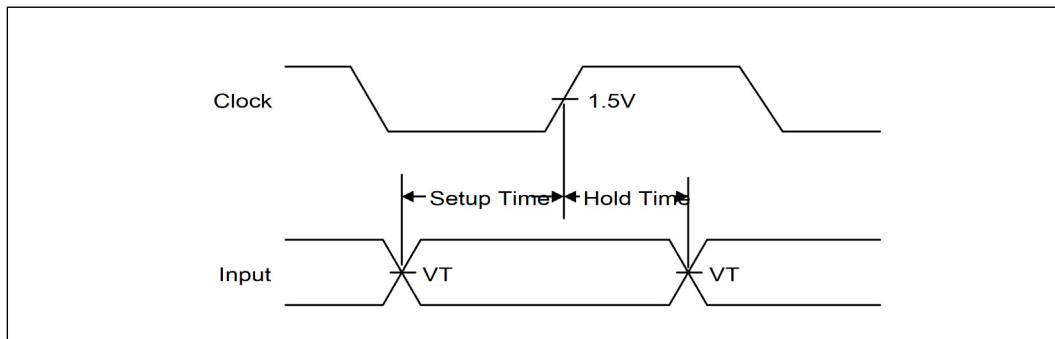 Clock
1.5V
Setup Time
Hold Time
Input
VT
VT